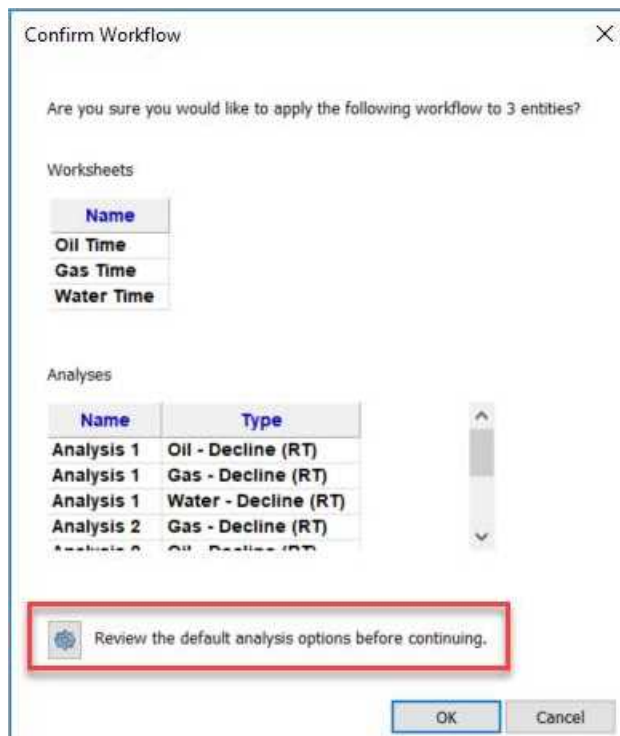 Confirm Workflow
Are you sure you would like to apply the following workflow to 3 entities?
Worksheets
Name
Oil Time
Gas Time
Water Time
Analyses
Name Type
Analysis 1 Oil - Decline (RT)
Analysis 1 Gas - Decline (RT)
Analysis 1 Water - Decline (RT)
Analysis 2 Gas - Decline (RT)
Review the default analysis options before continuing.
OK Cancel